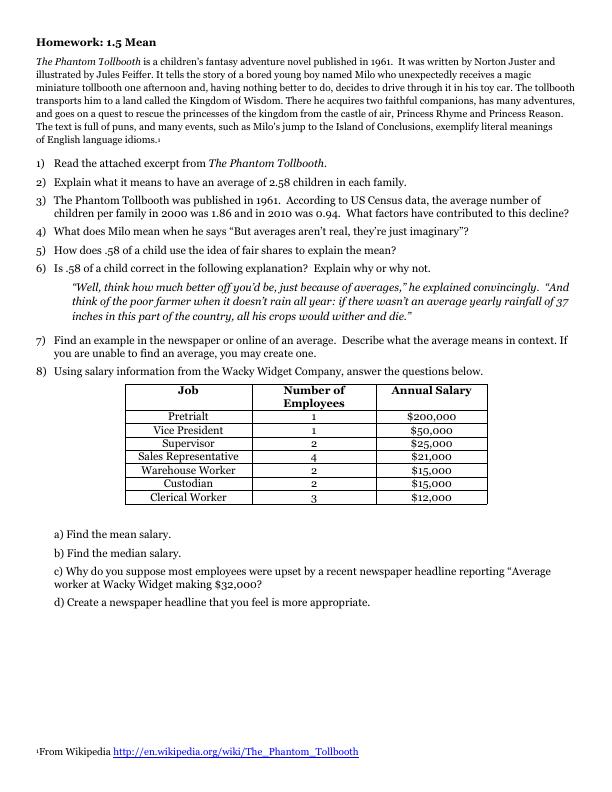 Homework: 1.5 Mean
The Phantom Tollbooth is a children's fantasy adventure novel published in 1961.  It was written by Norton Juster and
illustrated by Jules Feiffer. It tells the story of a bored young boy named Milo who unexpectedly receives a magic
miniature tollbooth one afternoon and, having nothing better to do, decides to drive through it in his toy car. The tollbooth
transports him to a land called the Kingdom of Wisdom. There he acquires two faithful companions, has many adventures,
and goes on a quest to rescue the princesses of the kingdom from the castle of air, Princess Rhyme and Princess Reason.
The text is full of puns, and many events, such as Milo's jump to the Island of Conclusions, exemplify literal meanings
of English language idioms.¹
1) Read the attached excerpt from The Phantom Tollbooth.
2) Explain what it means to have an average of 2.58 children in each family.
3) The Phantom Tollbooth was published in 1961.  According to US Census data, the average number of
children per family in 2000 was 1.86 and in 2010 was 0.94.  What factors have contributed to this decline?
4) What does Milo mean when he says “But averages aren't real, they're just imaginary”?
5) How does .58 of a child use the idea of fair shares to explain the mean?
6) Is .58 of a child correct in the following explanation?  Explain why or why not.
“Well, think how much better off you'd be, just because of averages,” he explained convincingly.  “And
think of the poor farmer when it doesn't rain all year: if there wasn't an average yearly rainfall of 37
inches in this part of the country, all his crops would wither and die.”
7) Find an example in the newspaper or online of an average.  Describe what the average means in context. If
you are unable to find an average, you may create one.
8) Using salary information from the Wacky Widget Company, answer the questions below.
Job Number of Annual Salary
Employees
Pretrialt 1 $200,000
Vice President 1 $50,000
Supervisor 2 $25,000
Sales Representative 4 $21,000
Warehouse Worker 2 $15,000
Custodian 2 $15,000
Clerical Worker 3 $12,000
a) Find the mean salary.
b) Find the median salary.
c) Why do you suppose most employees were upset by a recent newspaper headline reporting “Average
worker at Wacky Widget making $32,000?
d) Create a newspaper headline that you feel is more appropriate.
¹From Wikipedia http://en.wikipedia.org/wiki/The_Phantom_Tollbooth